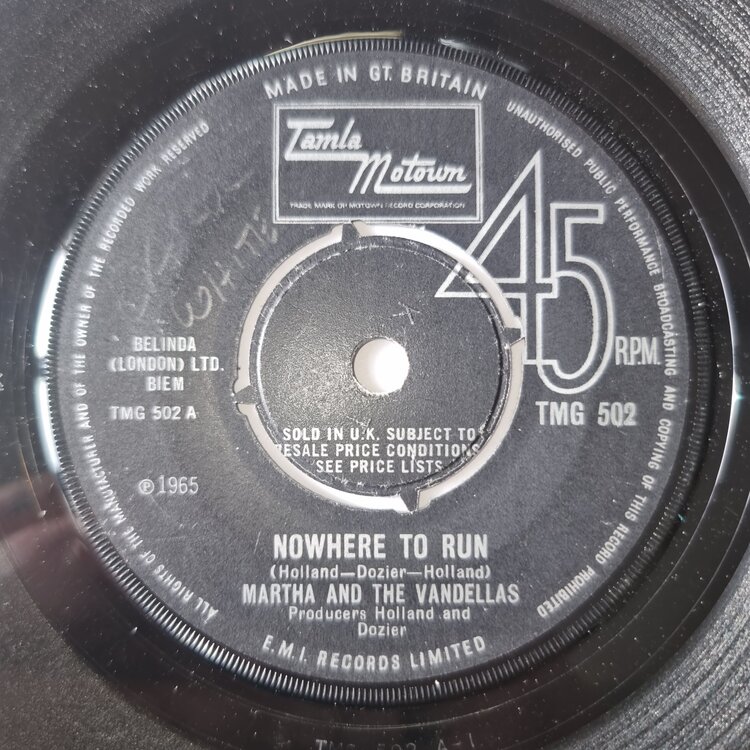 MADE IN GT. BRITAIN
Tamla
Motown
TRADE MARK OF MOTOWN RECORD CORPORATION
45
RPM.
WHITE
BELINDA
(LONDON) LTD.
BIEM
TMG 502 A
TMG 502
SOLD IN U.K. SUBJECT TO
RESALE PRICE CONDITIONS
SEE PRICE LISTS
℗1965
NOWHERE TO RUN
(Holland—Dozier—Holland)
MARTHA AND THE VANDELLAS
Producers Holland and
Dozier
E.M.I. RECORDS LIMITED
ALL RIGHTS OF THE MANUFACTURER AND OF THE OWNER OF THE RECORDED WORK RESERVED
UNAUTHORISED PUBLIC PERFORMANCE BROADCASTING AND COPYING OF THIS RECORD PROHIBITED